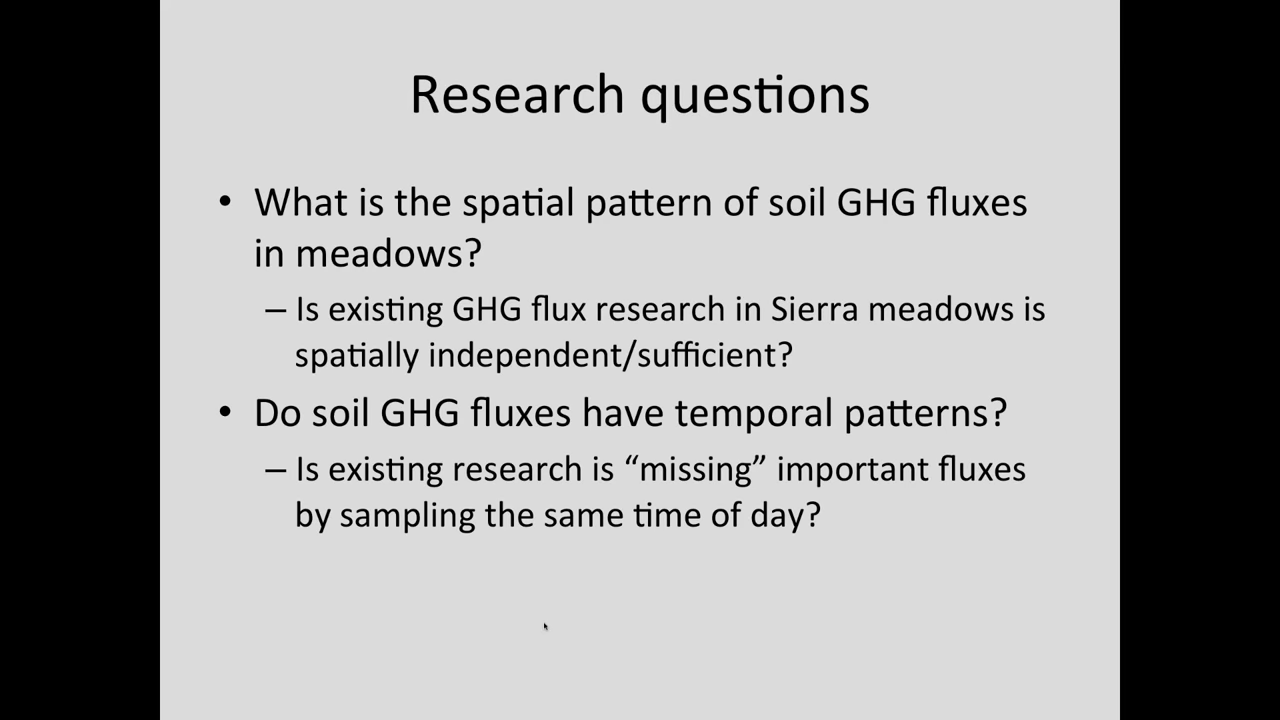 Research questions
• What is the spatial pattern of soil GHG fluxes
in meadows?
– Is existing GHG flux research in Sierra meadows is
spatially independent/sufficient?
• Do soil GHG fluxes have temporal patterns?
– Is existing research is “missing” important fluxes
by sampling the same time of day?